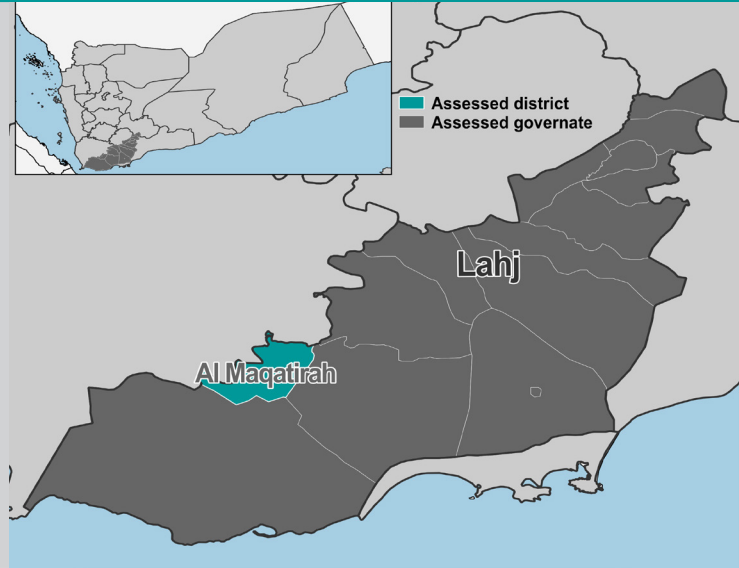 Assessed district
Assessed governate
Lahj
Al Maqatirah